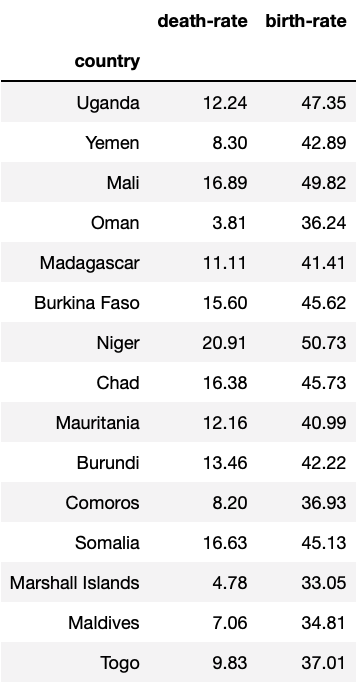 death-rate birth-rate
country
Uganda 12.24 47.35
Yemen 8.30 42.89
Mali 16.89 49.82
Oman 3.81 36.24
Madagascar 11.11 41.41
Burkina Faso 15.60 45.62
Niger 20.91 50.73
Chad 16.38 45.73
Mauritania 12.16 40.99
Burundi 13.46 42.22
Comoros 8.20 36.93
Somalia 16.63 45.13
Marshall Islands 4.78 33.05
Maldives 7.06 34.81
Togo 9.83 37.01